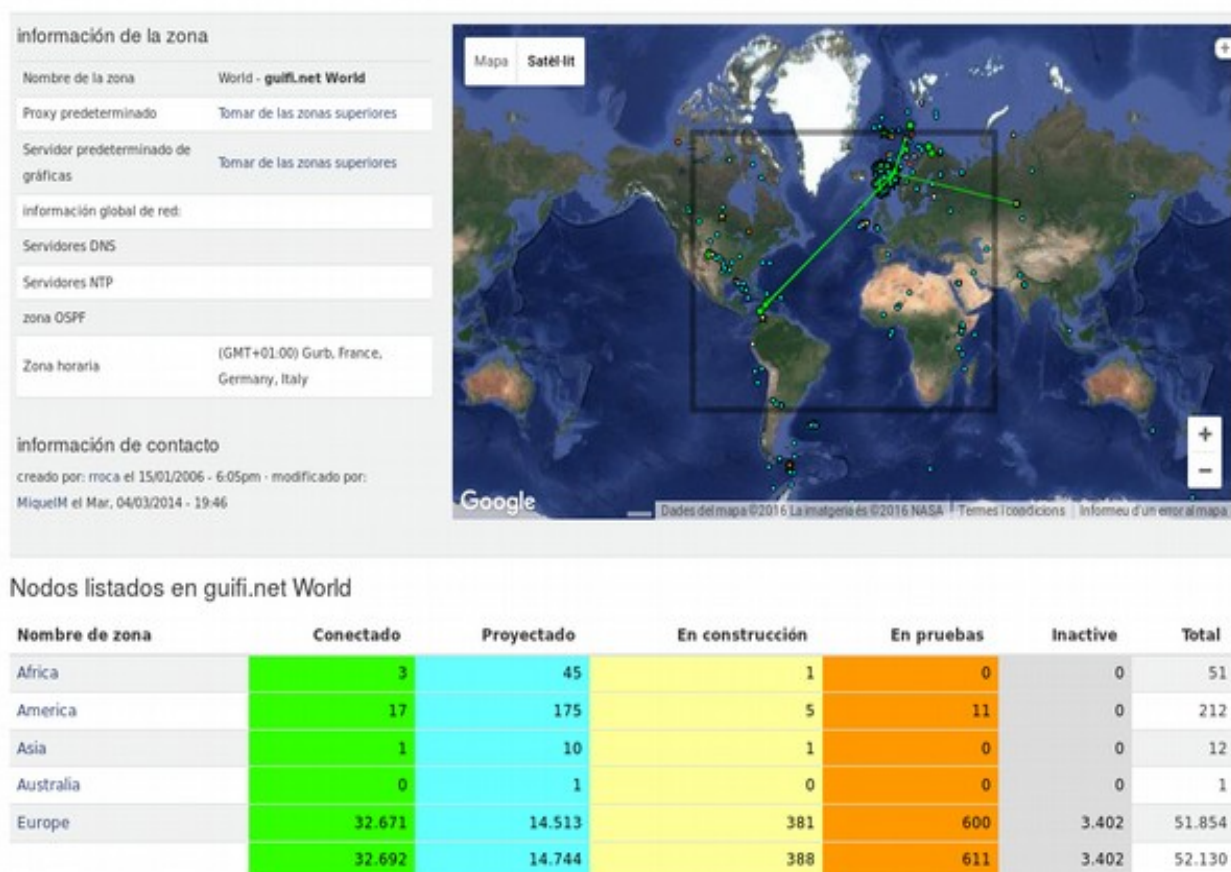 información de la zona
Nombre de la zona World - guifi.net World
Proxy predeterminado Tomar de las zonas superiores
Servidor predeterminado de
gráficas Tomar de las zonas superiores
información global de red:
Servidores DNS
Servidores NTP
zona OSPF
Zona horaria (GMT+01:00) Gurb, France,
Germany, Italy
información de contacto
creado por: rroca el 15/01/2006 - 6:05pm · modificado por:
MiquelM el Mar, 04/03/2014 - 19:46
Mapa Satèl·lit
+
+
−
Google
Dades del mapa ©2016 La imatgeria és ©2016 NASA Termes i condicions Informeu d'un error al mapa
Nodos listados en guifi.net World
Nombre de zona Conectado Proyectado En construcción En pruebas Inactive Total
Africa 3 45 1 0 0 51
America 17 175 5 11 0 212
Asia 1 10 1 0 0 12
Australia 0 1 0 0 0 1
Europe 32.671 14.513 381 600 3.402 51.854
32.692 14.744 388 611 3.402 52.130